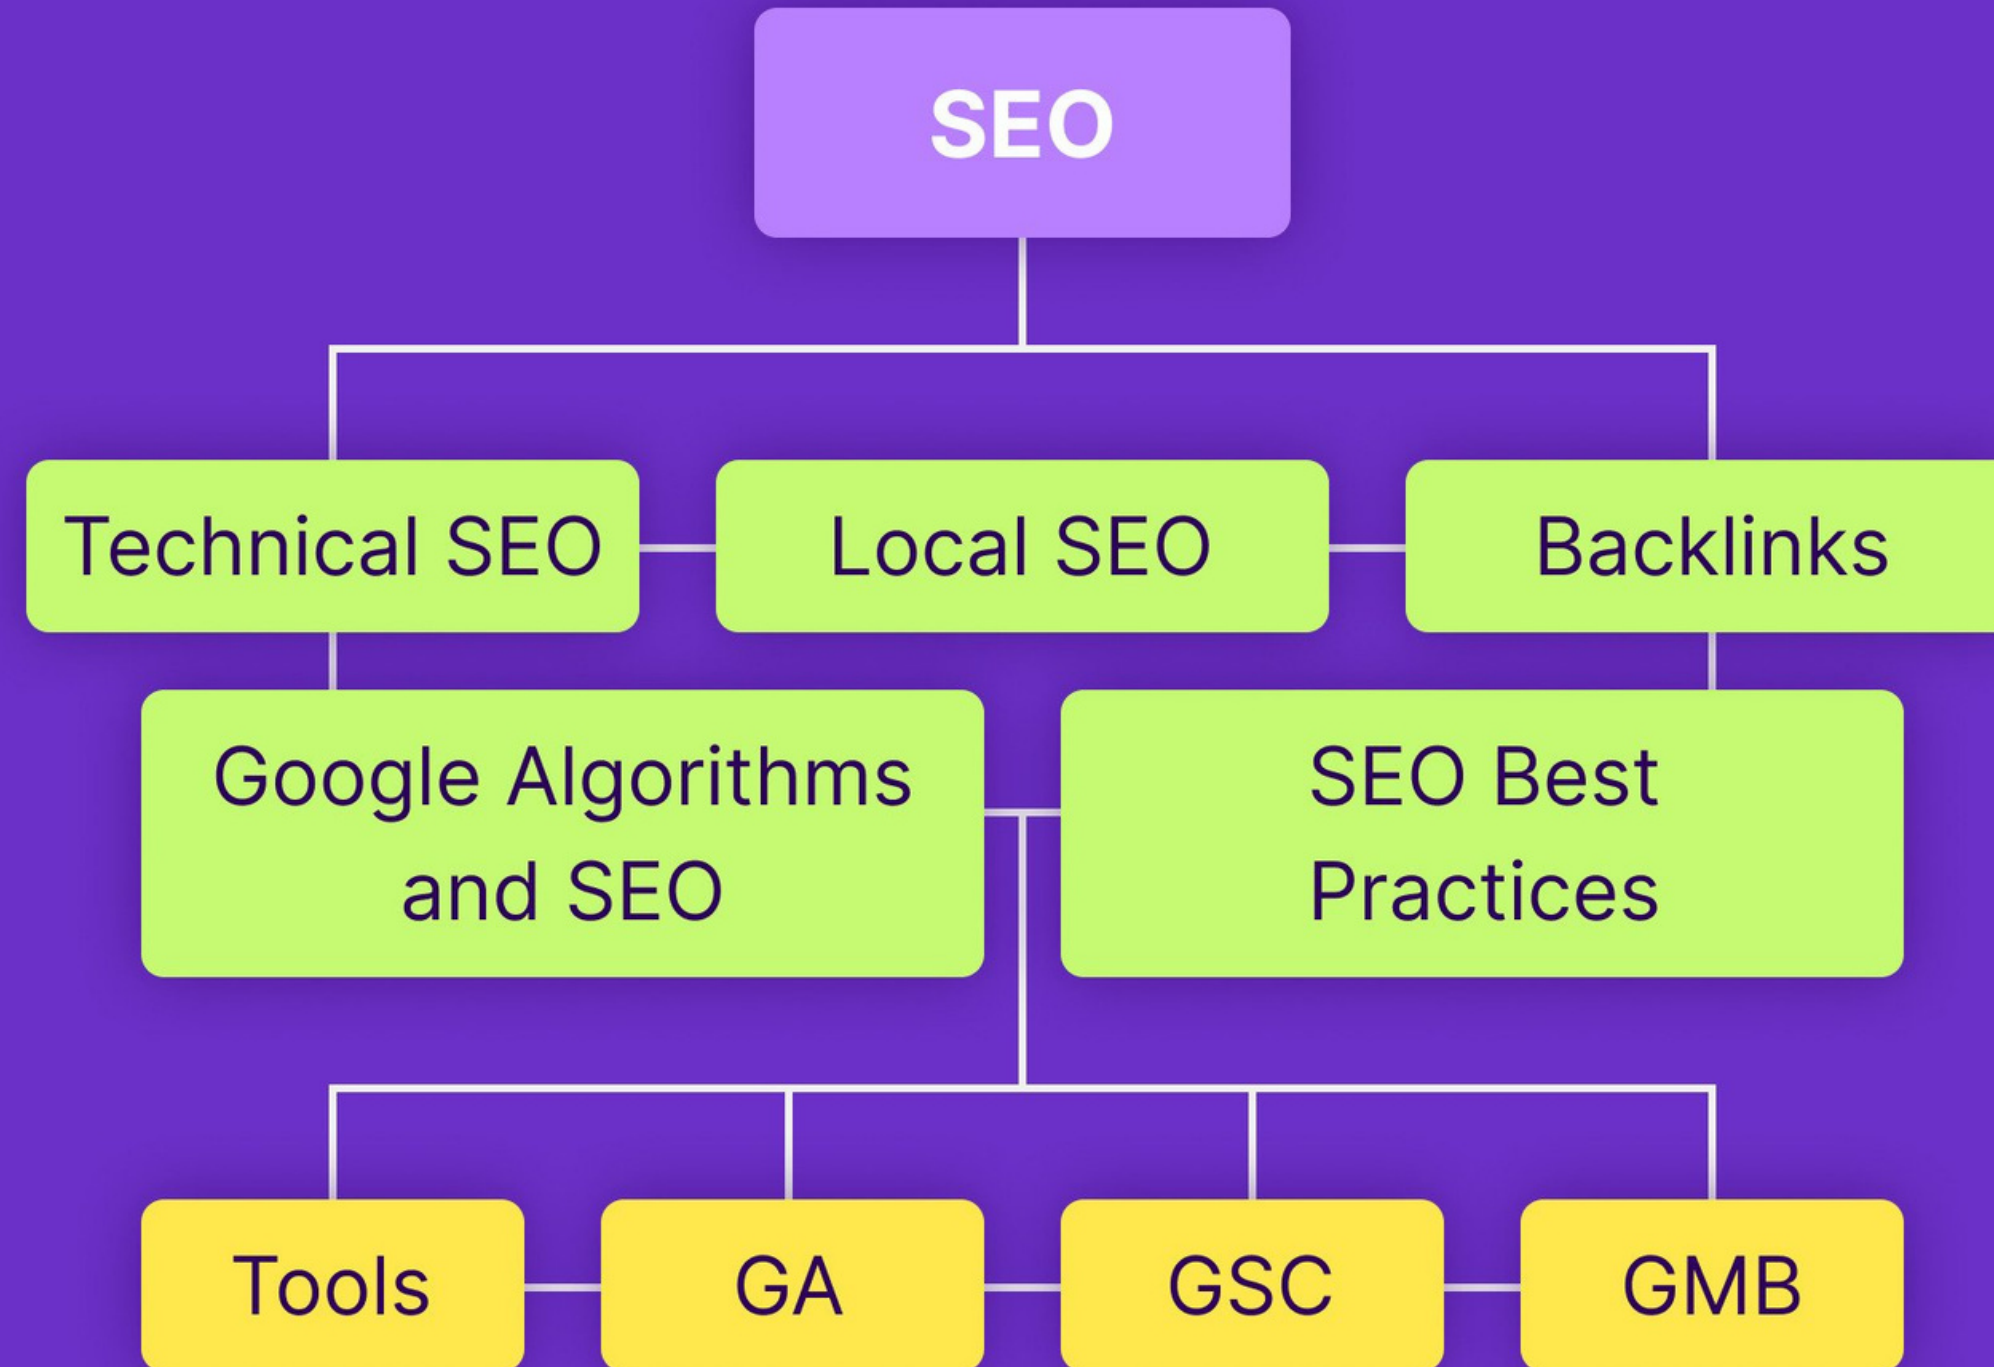 SEO
Technical SEO
Local SEO
Backlinks
Google Algorithms
and SEO
SEO Best
Practices
Tools
GA
GSC
GMB